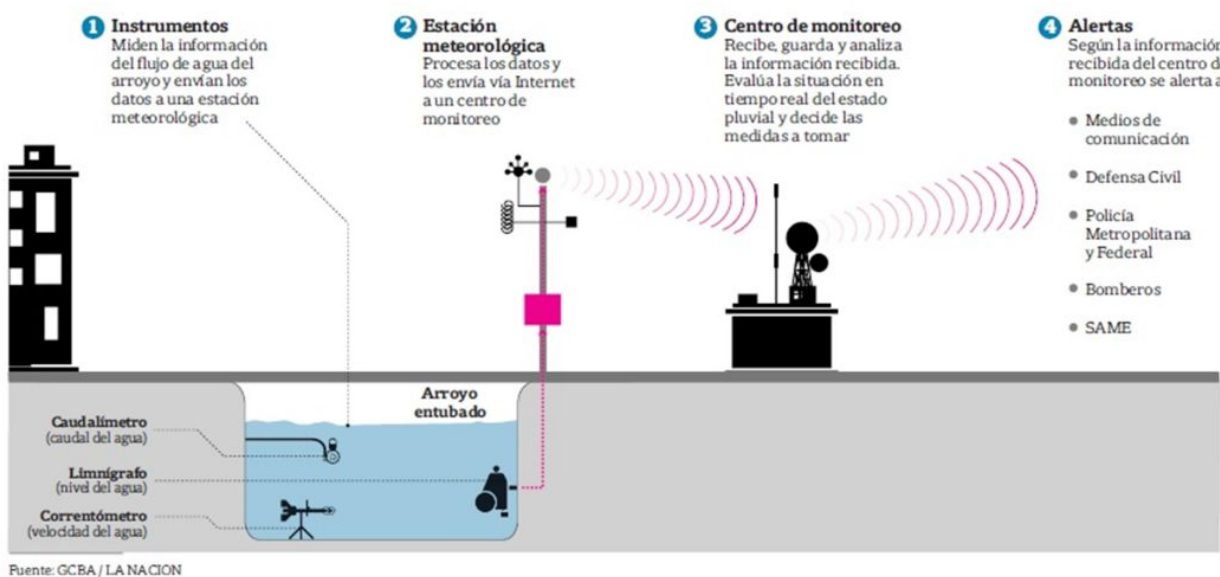 1 Instrumentos
Miden la información
del flujo de agua del
arroyo y envían los
datos a una estación
meteorológica
2 Estación
meteorológica
Procesa los datos y
los envía vía Internet
a un centro de
monitoreo
3 Centro de monitoreo
Recibe, guarda y analiza
la información recibida.
Evalúa la situación en
tiempo real del estado
pluvial y decide las
medidas a tomar
4 Alertas
Según la información
recibida del centro d
monitoreo se alerta a
• Medios de
comunicación
• Defensa Civil
• Policía
Metropolitana
y Federal
• Bomberos
• SAME
Arroyo
entubado
Caudalímetro
(caudal del agua)
Limnígrafo
(nivel del agua)
Correntómetro
(velocidad del agua)
Fuente: GCBA / LA NACION